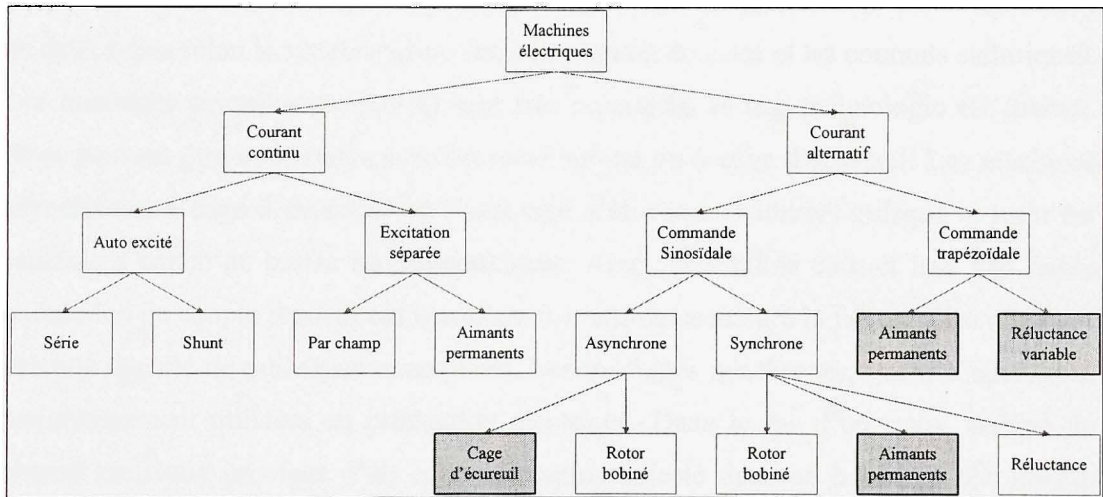 Machines
électriques
Courant
continu
Courant
alternatif
Auto excité
Excitation
séparée
Commande
Sinosïdale
Commande
trapézoïdale
Série
Shunt
Par champ
Aimants
permanents
Asynchrone
Synchrone
Aimants
permanents
Réluctance
variable
Cage
d'écureuil
Rotor
bobiné
Rotor
bobiné
Aimants
permanents
Réluctance